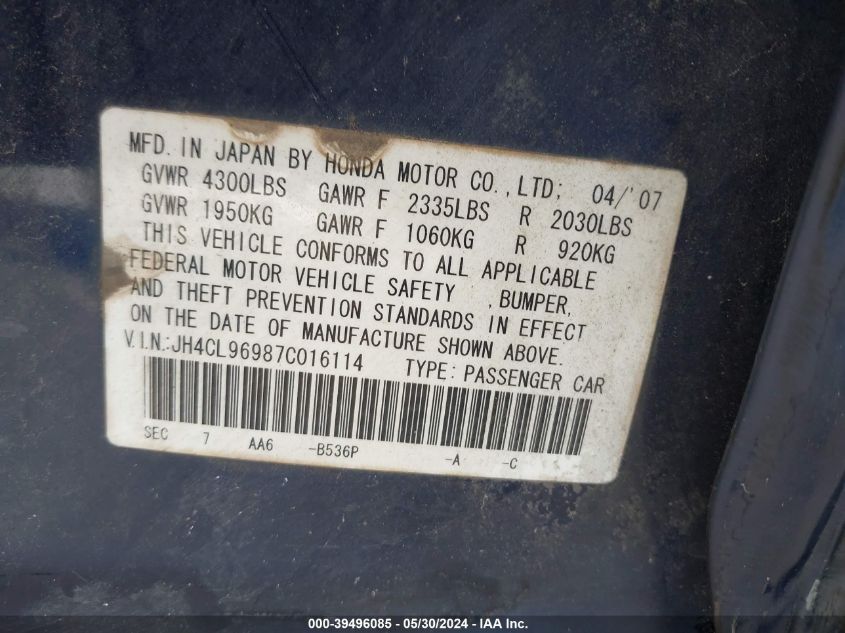 MFD. IN JAPAN BY HONDA MOTOR CO.,LTD; 04/'07
GVWR 4300LBS GAWR F 2335LBS R 2030LBS
GVWR 1950KG GAWR F 1060KG R 920KG
THIS VEHICLE CONFORMS TO ALL APPLICABLE
FEDERAL MOTOR VEHICLE SAFETY ,BUMPER,
AND THEFT PREVENTION STANDARDS IN EFFECT
ON THE DATE OF MANUFACTURE SHOWN ABOVE.
V.I.N.:JH4CL96987C016114 TYPE: PASSENGER CAR
SEC 7 AA6 -B536P -A -C
000-39496085 / 05/30/2024 / IAA Inc.